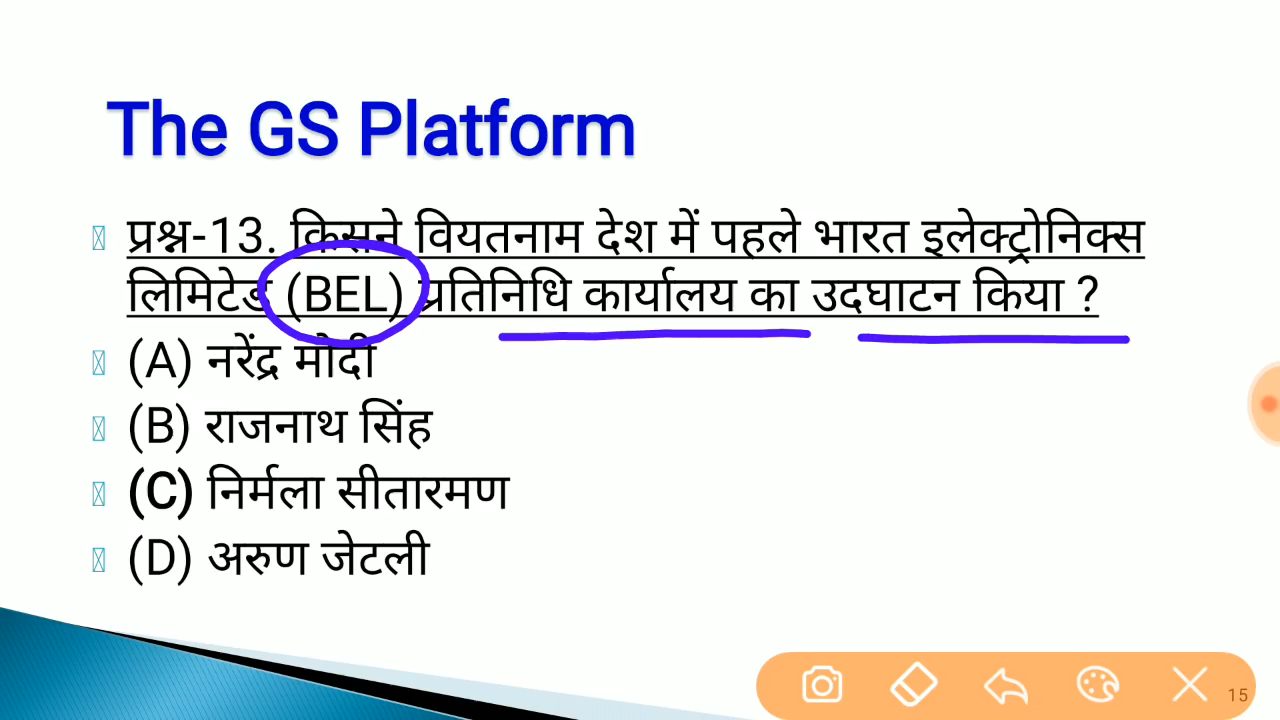 The GS Platform
प्रश्न-13. किसने वियतनाम देश में पहले भारत इलेक्ट्रोनिक्स
लिमिटेड (BEL) प्रतिनिधि कार्यालय का उदघाटन किया ?
(A) नरेंद्र मोदी
(B) राजनाथ सिंह
(C) निर्मला सीतारमण
(D) अरुण जेटली
15